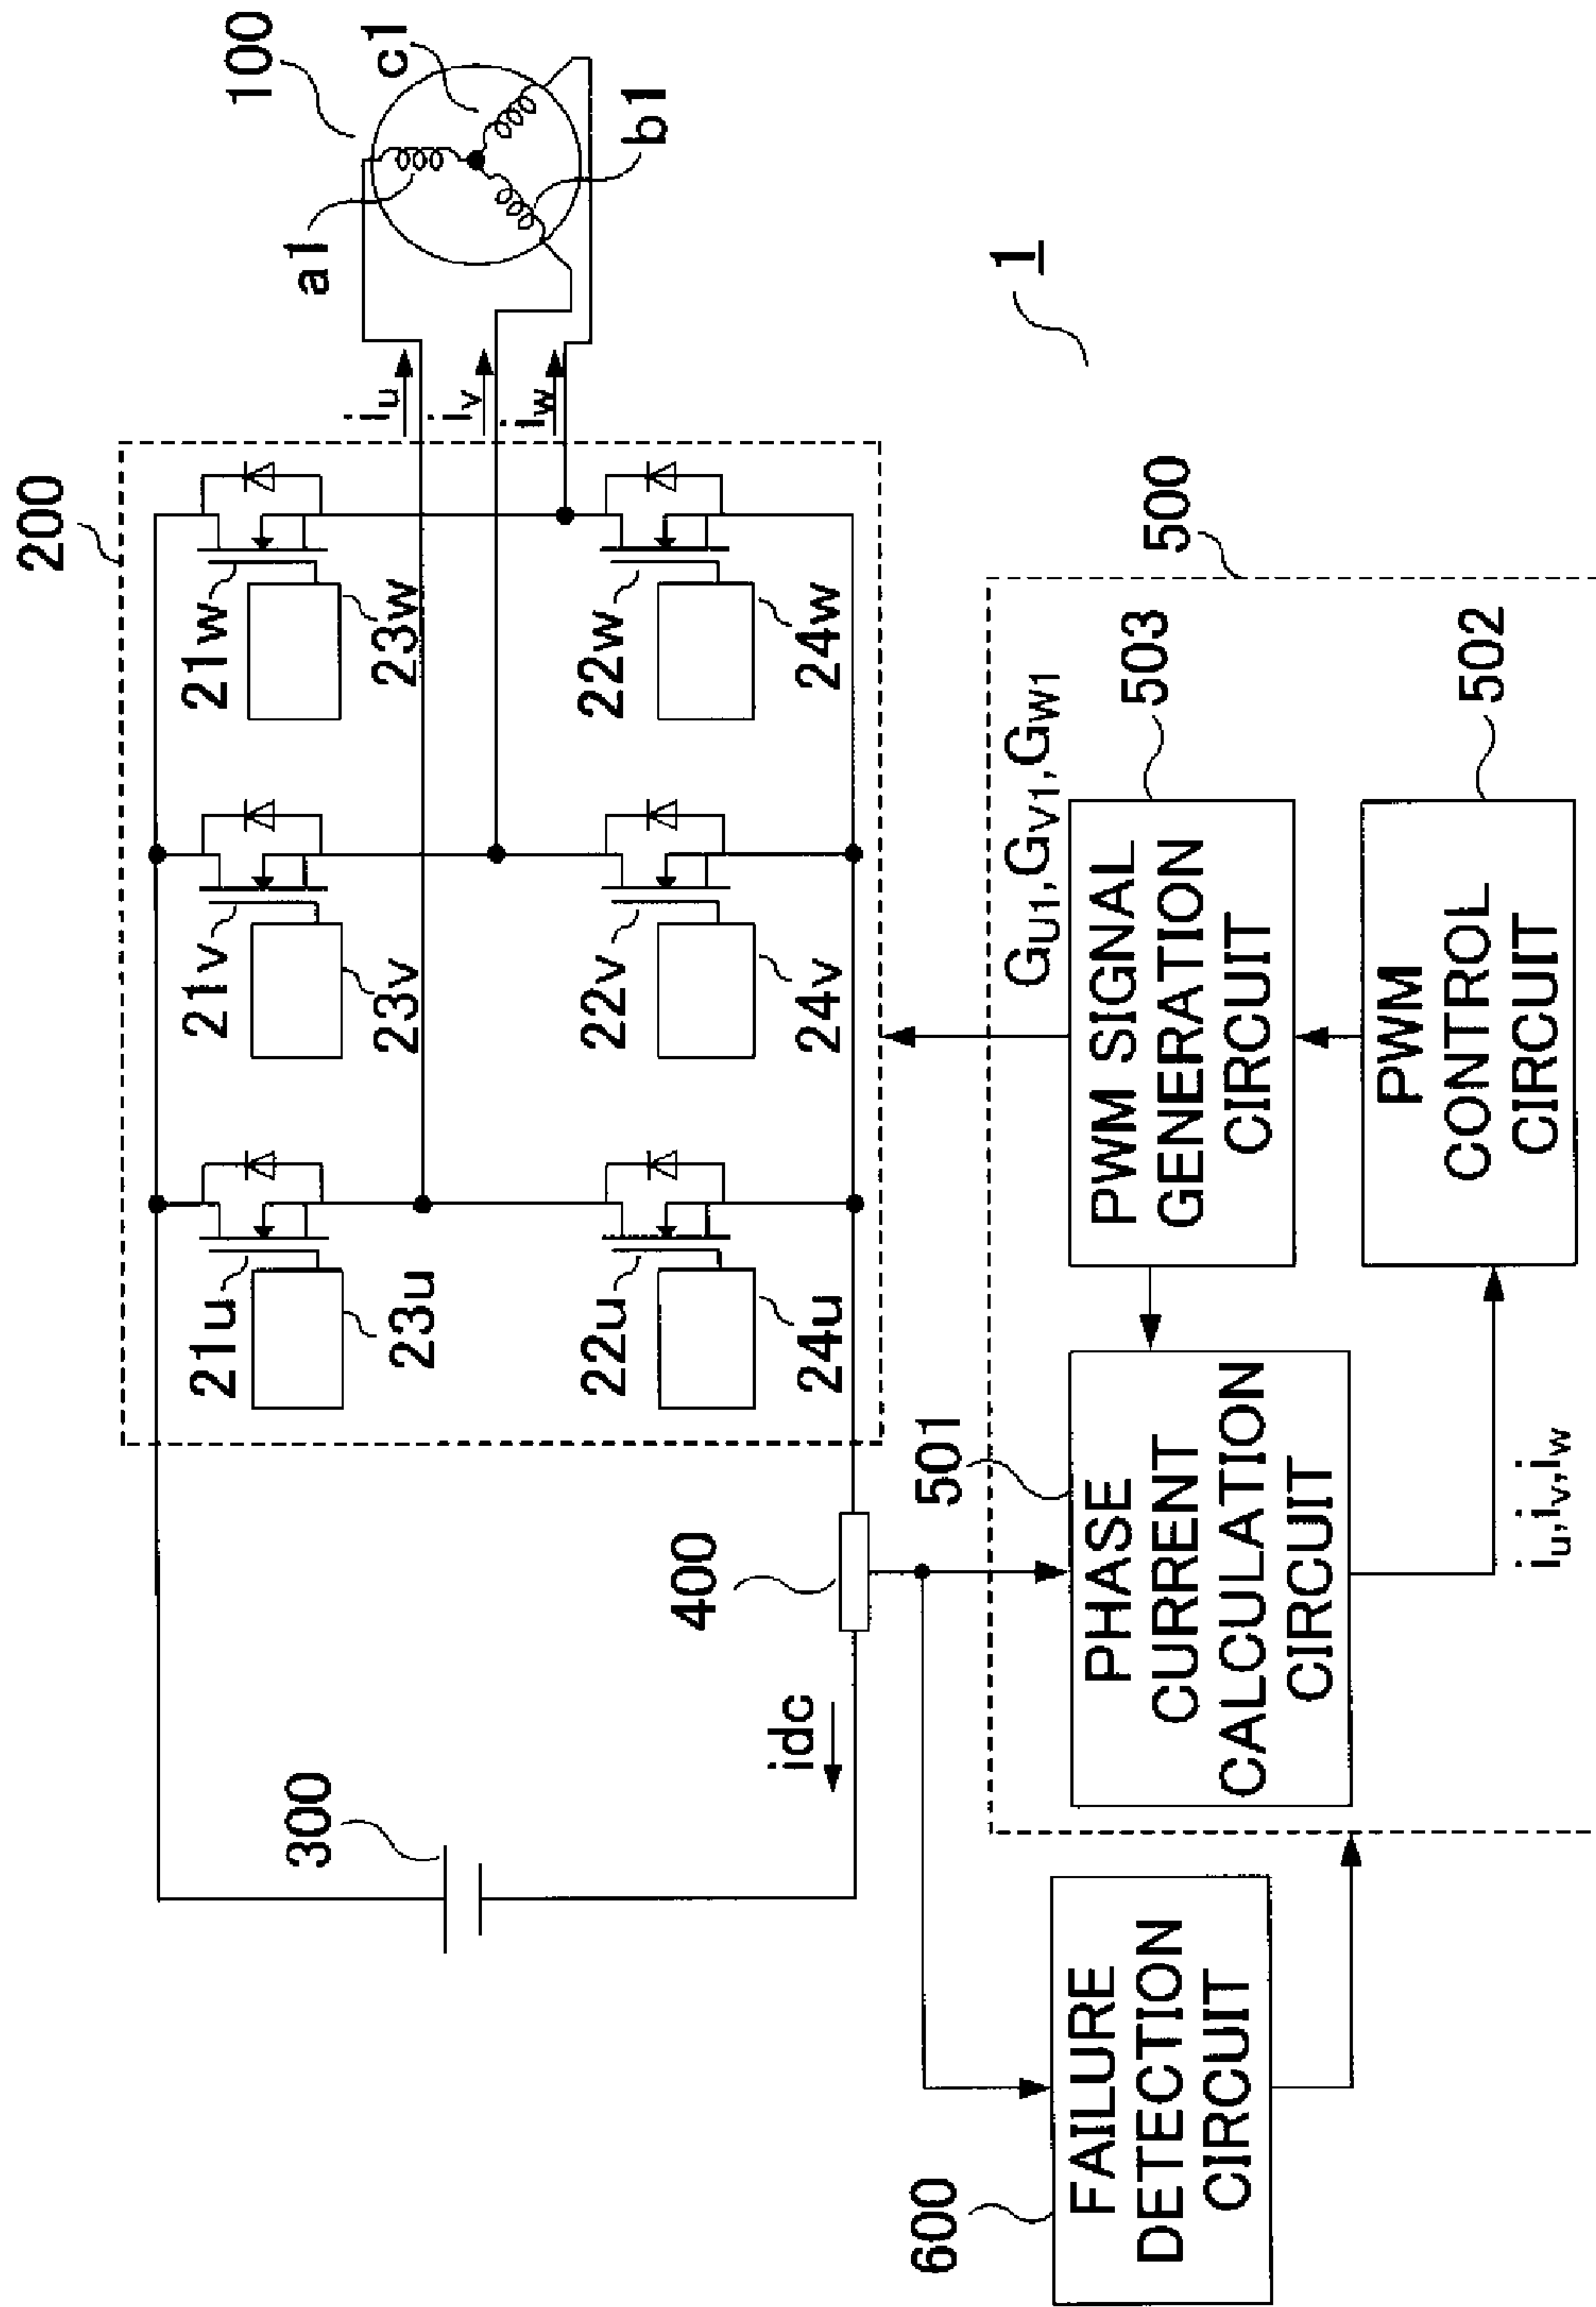 200
100
a1
c1
b1
21u
23u
21v
23v
21w
23w
iu
iv
iw
22u
24u
22v
24v
22w
24w
300
idc
400
1
500
501
GU1,GV1,GW1
503
600
FAILURE
DETECTION
CIRCUIT
PHASE
CURRENT
CALCULATION
CIRCUIT
PWM SIGNAL
GENERATION
CIRCUIT
PWM
CONTROL
CIRCUIT
502
iu,iv,iw